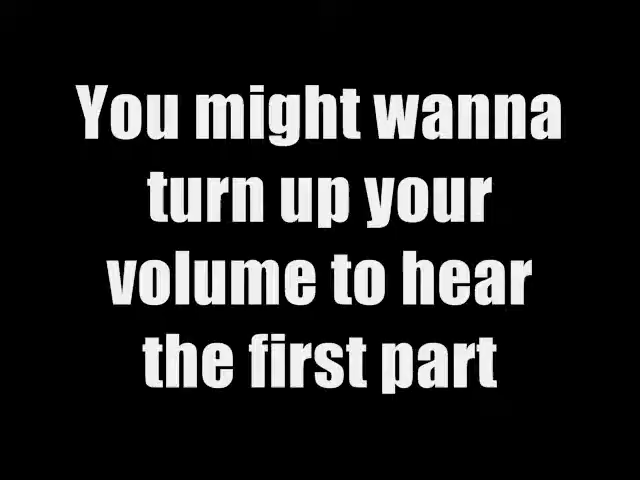 You might wanna
turn up your
volume to hear
the first part